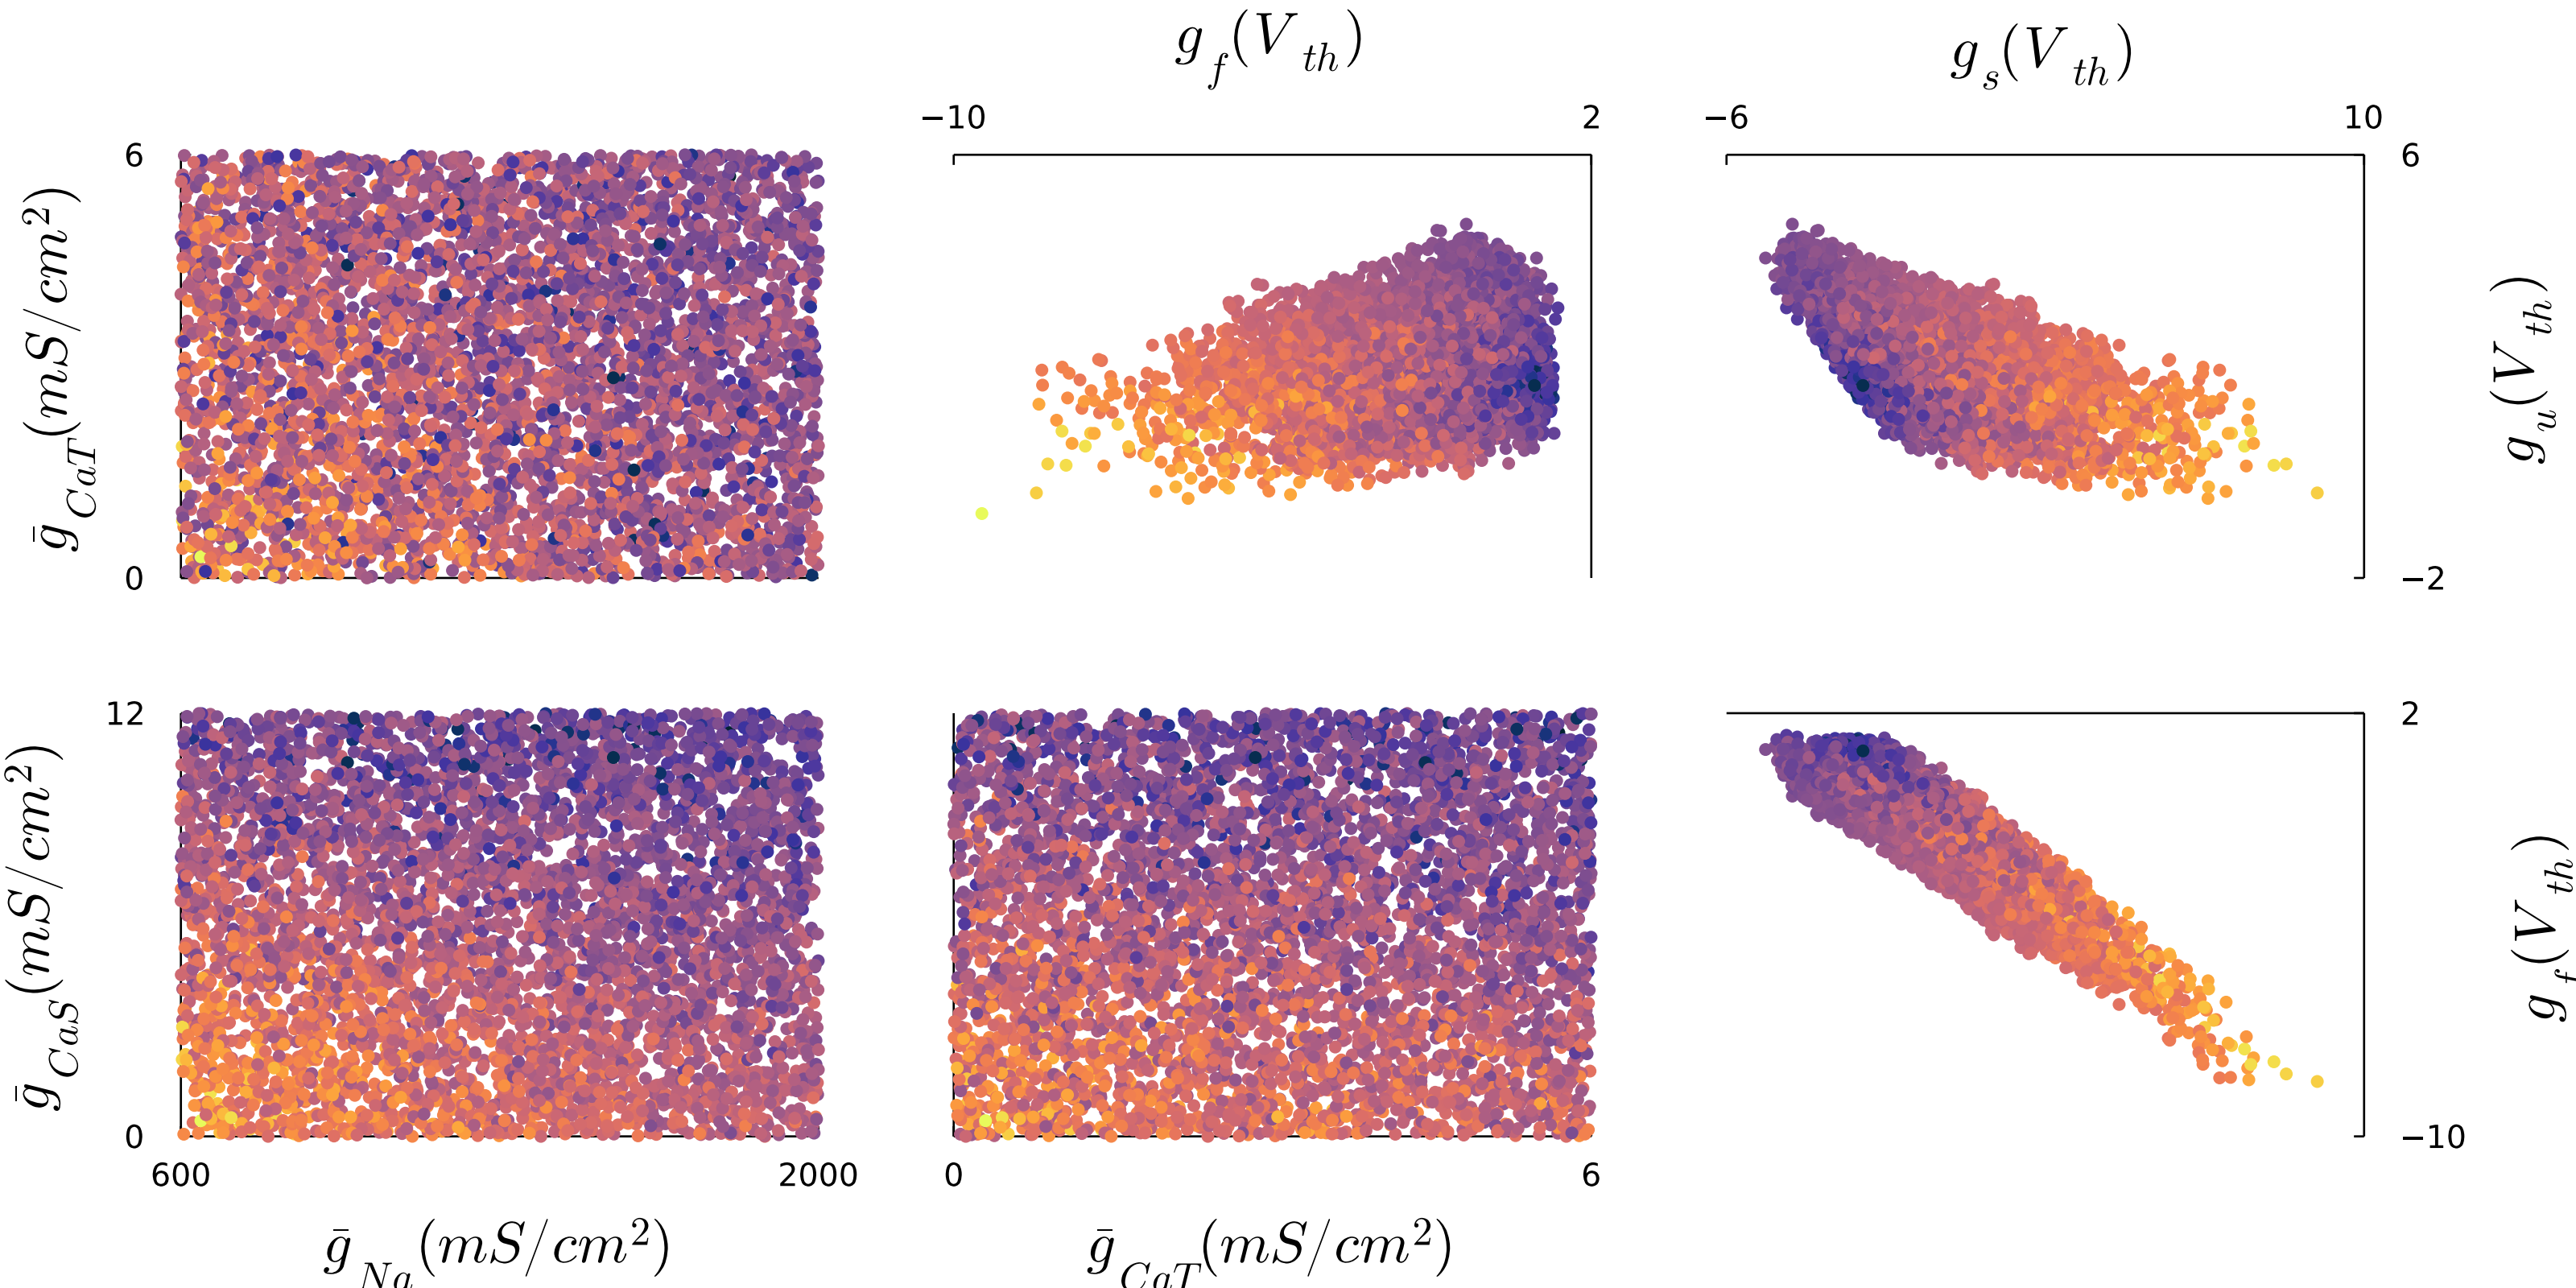 g_f(V_th)
g_s(V_th)
−10 2
−6 10
6
6
ḡ_CaT(mS/cm²)
g_u(V_th)
0
−2
12
2
ḡ_CaS(mS/cm²)
g_f(V_th)
0
−10
600 2000
0 6
ḡ_Na(mS/cm²)
ḡ_CaT(mS/cm²)